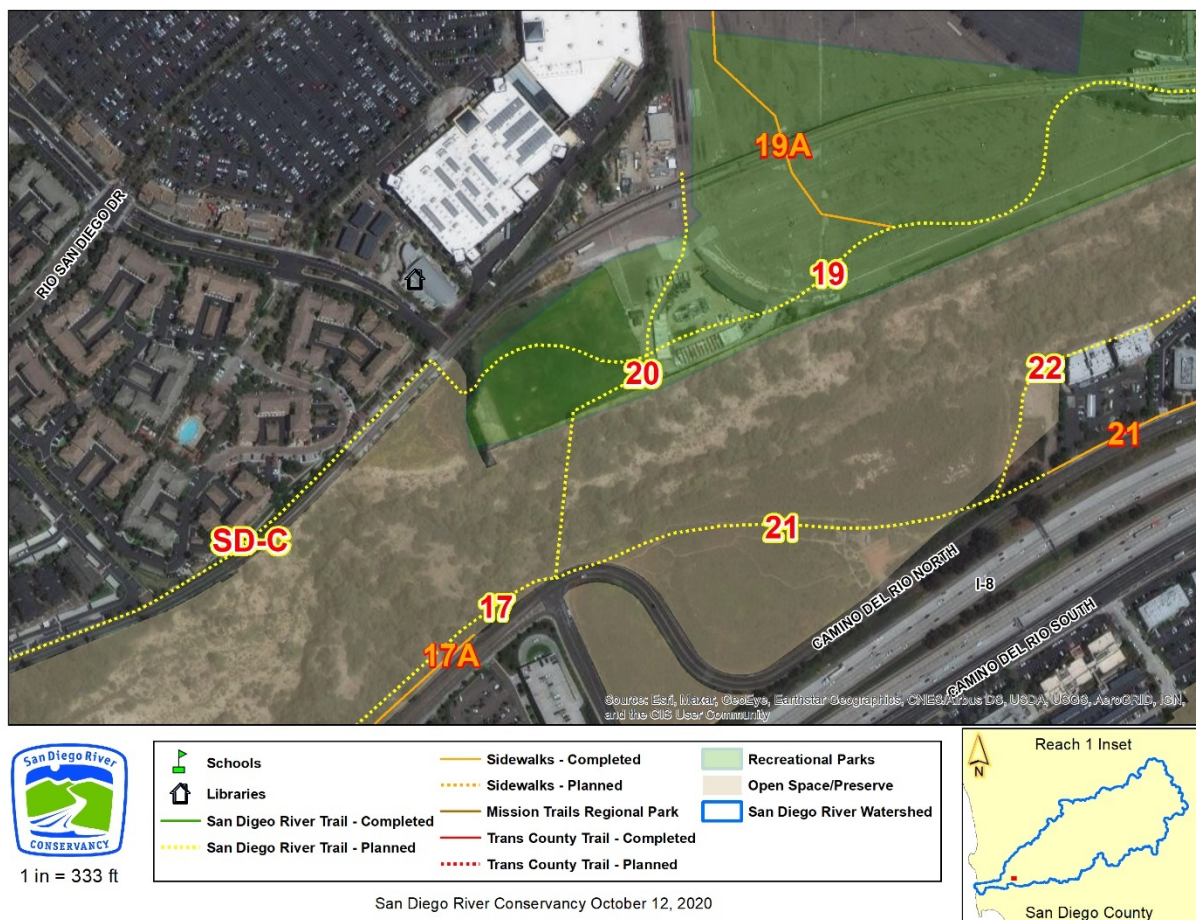 19A
RIO SAN DIEGO DR
19
20
22
21
SD-C
21
17
17A
CAMINO DEL RIO NORTH
I-8
CAMINO DEL RIO SOUTH
Source: Esri, Maxar, GeoEye, Earthstar Geographics, CNES/Airbus DS, USDA, USGS, AeroGRID, IGN,
and the GIS User Community
San Diego River
CONSERVANCY
1 in = 333 ft
Schools
Libraries
San Digeo River Trail - Completed
San Diego River Trail - Planned
Sidewalks - Completed
Sidewalks - Planned
Mission Trails Regional Park
Trans County Trail - Completed
Trans County Trail - Planned
Recreational Parks
Open Space/Preserve
San Diego River Watershed
San Diego River Conservancy October 12, 2020
N
Reach 1 Inset
San Diego County